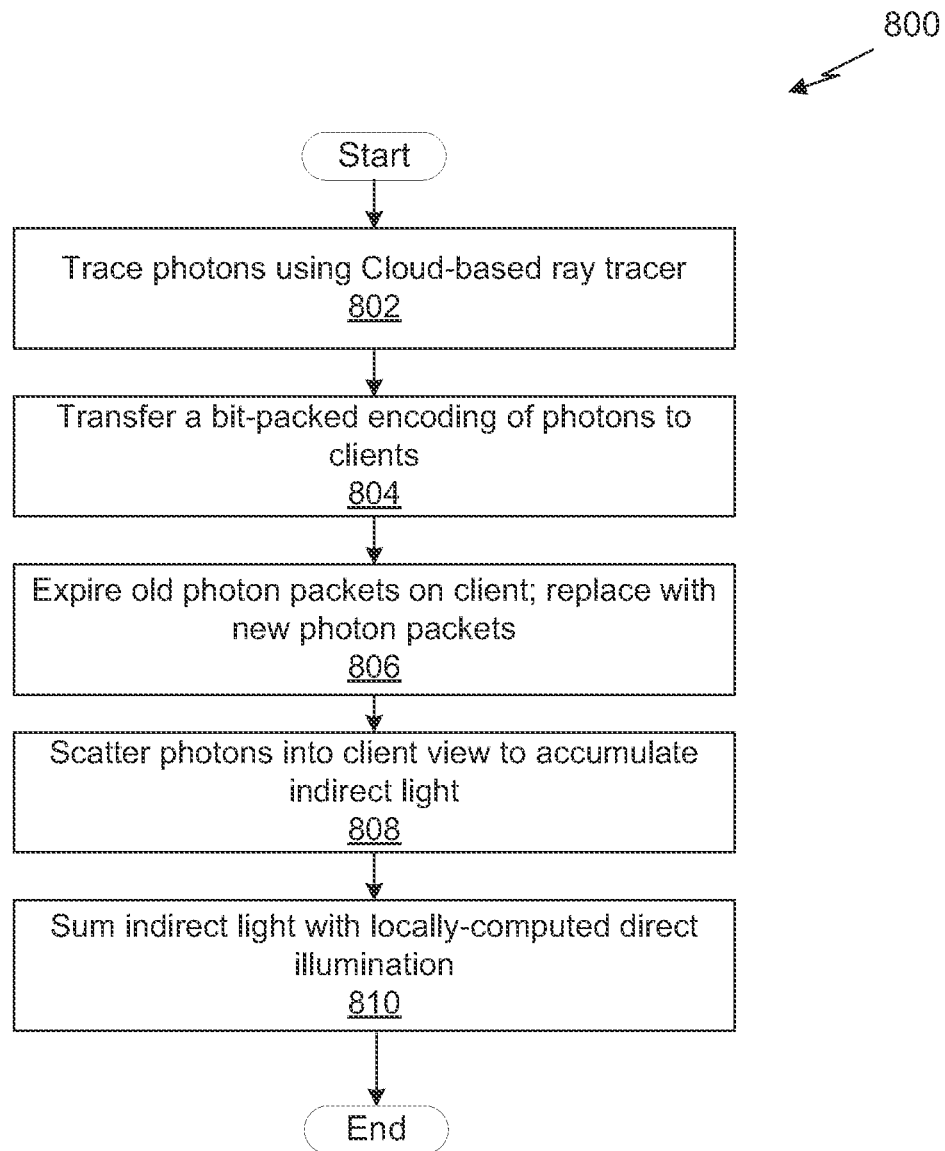 800
Start
Trace photons using Cloud-based ray tracer
802
Transfer a bit-packed encoding of photons to
clients
804
Expire old photon packets on client; replace with
new photon packets
806
Scatter photons into client view to accumulate
indirect light
808
Sum indirect light with locally-computed direct
illumination
810
End